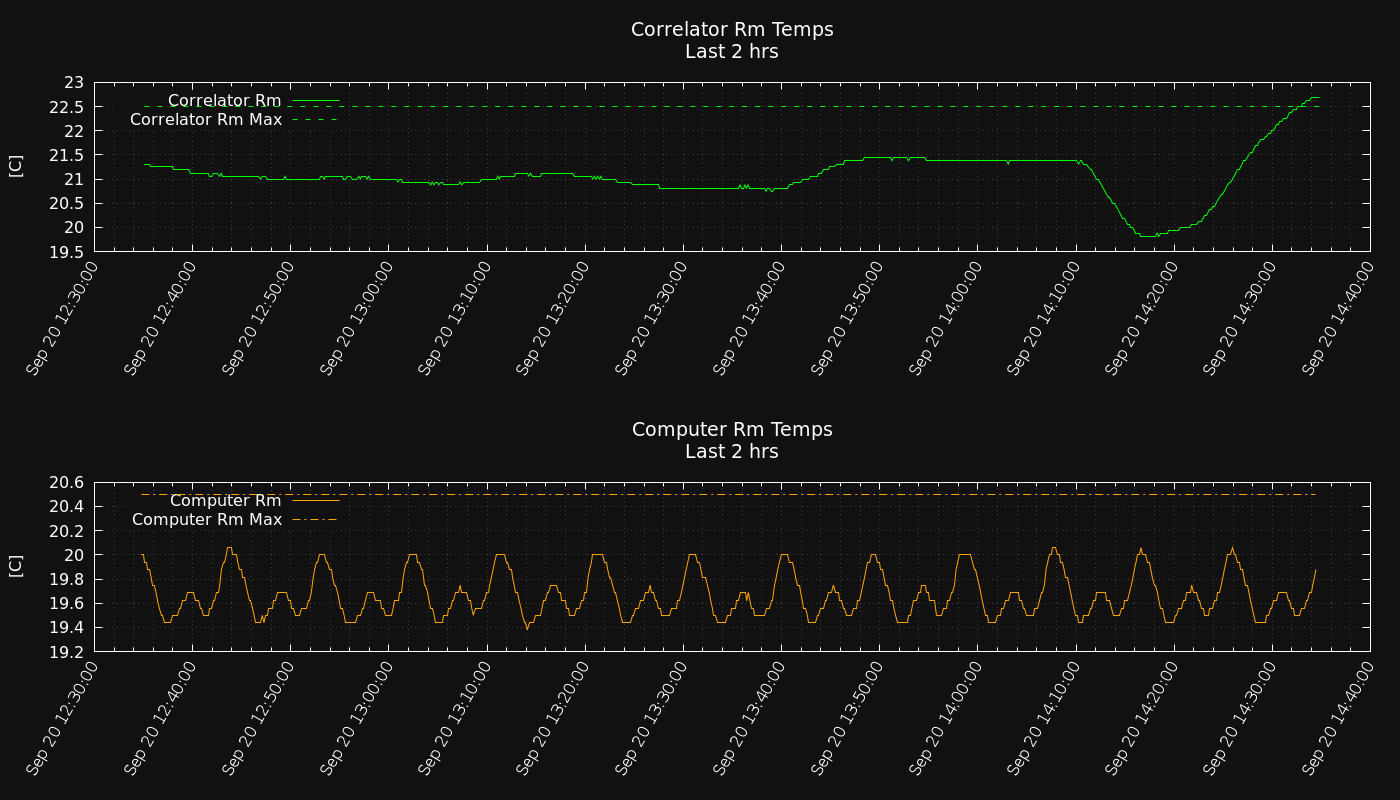 Correlator Rm Temps
Last 2 hrs
23
22.5
22
21.5
21
20.5
20
19.5
[C]
Correlator Rm
Correlator Rm Max
Sep 20 12:30:00
Sep 20 12:40:00
Sep 20 12:50:00
Sep 20 13:00:00
Sep 20 13:10:00
Sep 20 13:20:00
Sep 20 13:30:00
Sep 20 13:40:00
Sep 20 13:50:00
Sep 20 14:00:00
Sep 20 14:10:00
Sep 20 14:20:00
Sep 20 14:30:00
Sep 20 14:40:00
Computer Rm Temps
Last 2 hrs
20.6
20.4
20.2
20
19.8
19.6
19.4
19.2
[C]
Computer Rm
Computer Rm Max
Sep 20 12:30:00
Sep 20 12:40:00
Sep 20 12:50:00
Sep 20 13:00:00
Sep 20 13:10:00
Sep 20 13:20:00
Sep 20 13:30:00
Sep 20 13:40:00
Sep 20 13:50:00
Sep 20 14:00:00
Sep 20 14:10:00
Sep 20 14:20:00
Sep 20 14:30:00
Sep 20 14:40:00